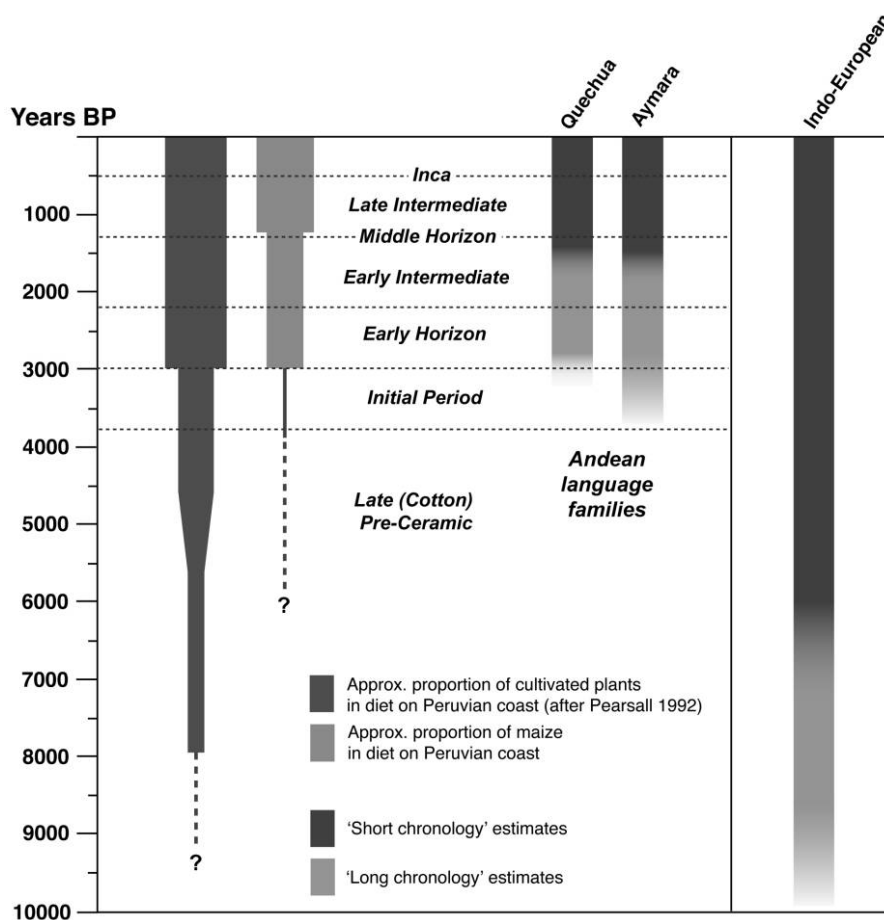 Years BP
Quechua
Aymara
Indo-European
Inca
1000
Late Intermediate
Middle Horizon
2000
Early Intermediate
Early Horizon
3000
Initial Period
4000
Andean
language
families
Late (Cotton)
Pre-Ceramic
5000
6000
?
7000
Approx. proportion of cultivated plants
in diet on Peruvian coast (after Pearsall 1992)
Approx. proportion of maize
in diet on Peruvian coast
8000
9000
?
'Short chronology' estimates
'Long chronology' estimates
10000